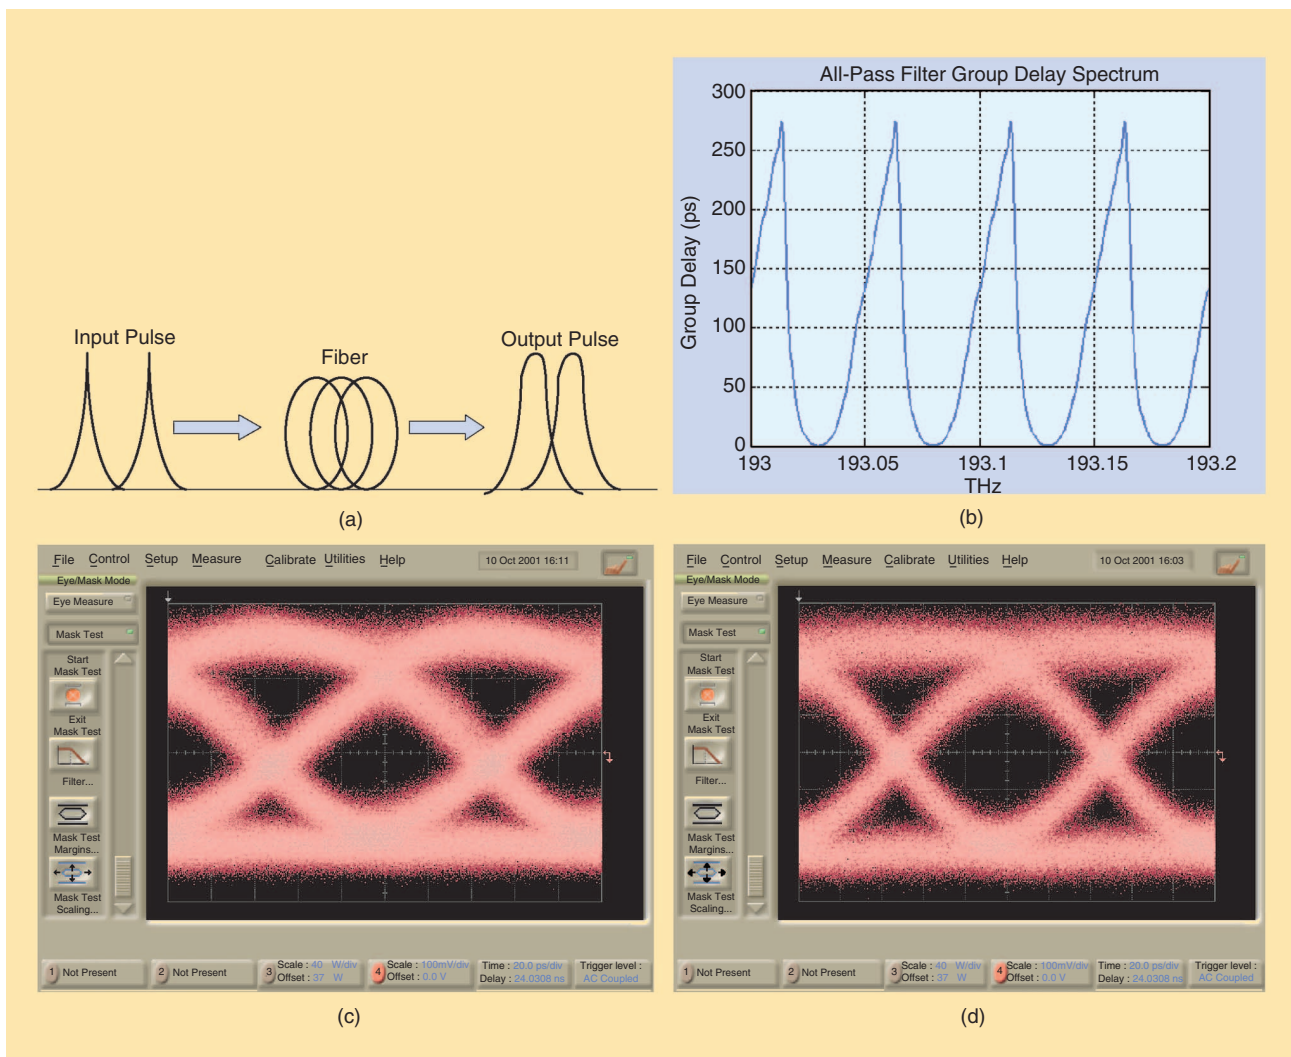 Input Pulse
Fiber
Output Pulse
(a)
All-Pass Filter Group Delay Spectrum
Group Delay (ps)
300
250
200
150
100
50
0
193
193.05
193.1
193.15
193.2
THz
(b)
File Control Setup Measure Calibrate Utilities Help
10 Oct 2001 16:11
Eye/Mask Mode
Eye Measure
Mask Test
Start
Mask Test
Exit
Mask Test
Filter...
Mask Test
Margins...
Mask Test
Scaling...
1 Not Present
2 Not Present
3 Scale : 40 W/div
Offset : 37 W
4 Scale : 100mV/div
Offset : 0.0 V
Time : 20.0 ps/div
Delay : 24.0308 ns
Trigger level :
AC Coupled
(c)
File Control Setup Measure Calibrate Utilities Help
10 Oct 2001 16:03
Eye/Mask Mode
Eye Measure
Mask Test
Start
Mask Test
Exit
Mask Test
Filter...
Mask Test
Margins...
Mask Test
Scaling...
1 Not Present
2 Not Present
3 Scale : 40 W/div
Offset : 37 W
4 Scale : 100mV/div
Offset : 0.0 V
Time : 20.0 ps/div
Delay : 24.0308 ns
Trigger level :
AC Coupled
(d)